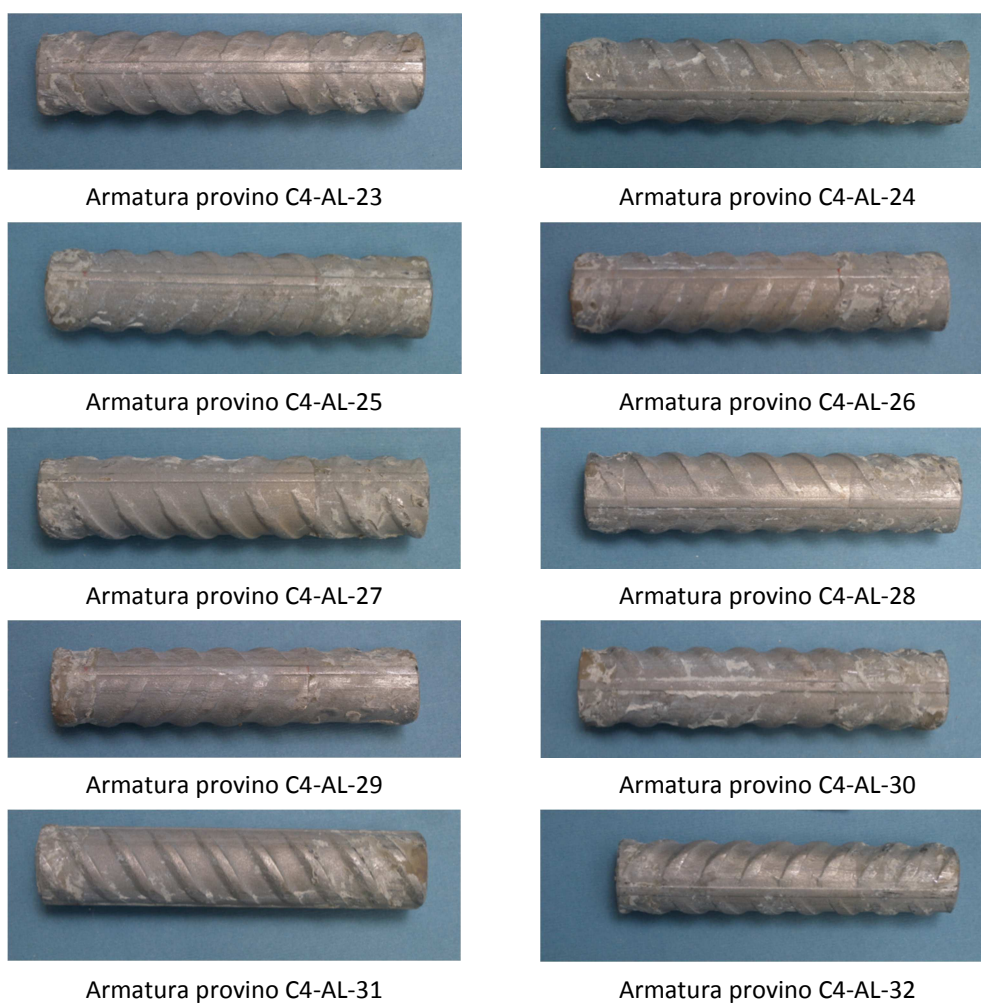 Armatura provino C4-AL-23
Armatura provino C4-AL-24
Armatura provino C4-AL-25
Armatura provino C4-AL-26
Armatura provino C4-AL-27
Armatura provino C4-AL-28
Armatura provino C4-AL-29
Armatura provino C4-AL-30
Armatura provino C4-AL-31
Armatura provino C4-AL-32